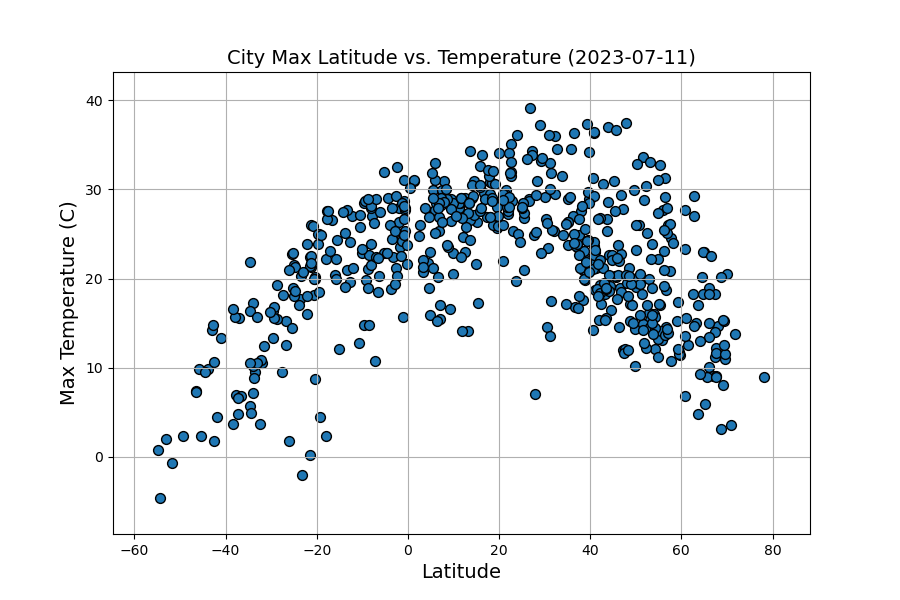 City Max Latitude vs. Temperature (2023-07-11)
Max Temperature (C)
40
30
20
10
0
−60 −40 −20 0 20 40 60 80
Latitude